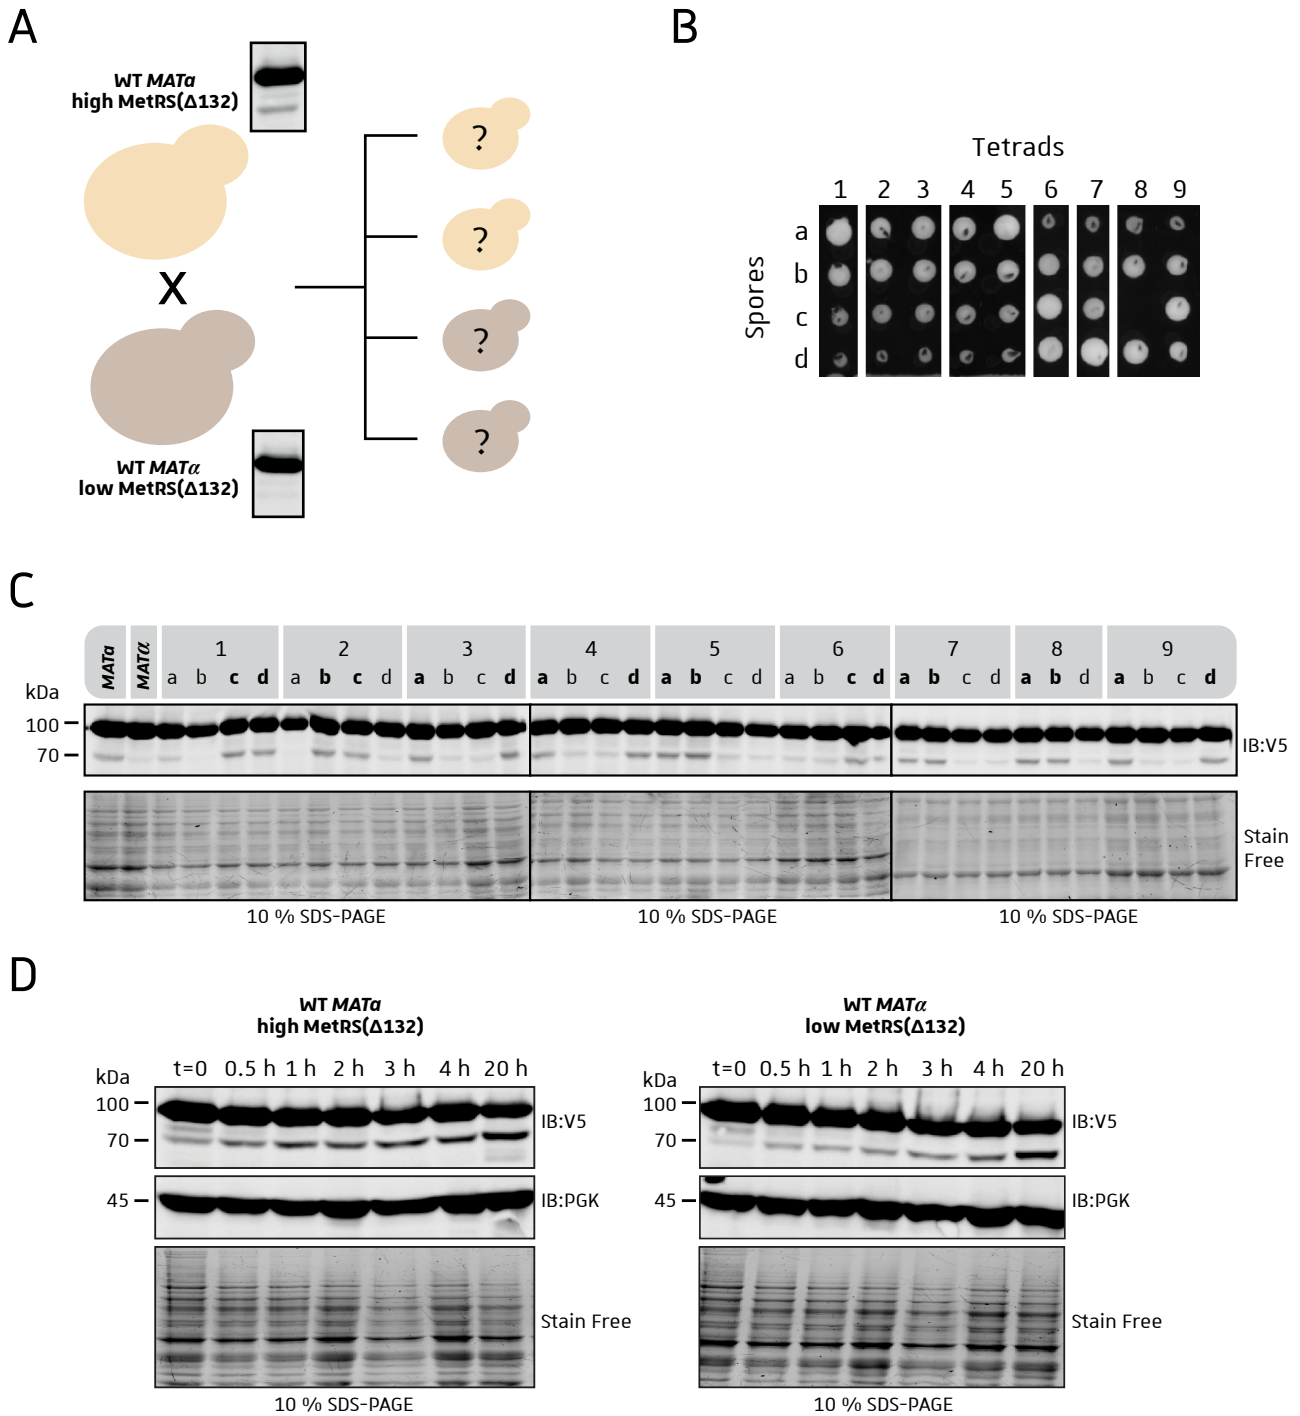 A
WT MATa
high MetRS(Δ132)
X
WT MATα
low MetRS(Δ132)
?
?
?
?
B
Tetrads
1 2 3 4 5 6 7 8 9
Spores
a
b
c
d
C
MATa MATα 1 2 3 4 5 6 7 8 9
a b c d a b c d a b c d a b c d a b c d a b c d a b c d a b d a b c d
kDa
100
70
IB:V5
Stain
Free
10 % SDS-PAGE 10 % SDS-PAGE 10 % SDS-PAGE
D
WT MATa
high MetRS(Δ132)
t=0 0.5 h 1 h 2 h 3 h 4 h 20 h
kDa
100
70
IB:V5
45
IB:PGK
Stain Free
10 % SDS-PAGE
WT MATα
low MetRS(Δ132)
t=0 0.5 h 1 h 2 h 3 h 4 h 20 h
kDa
100
70
IB:V5
45
IB:PGK
Stain Free
10 % SDS-PAGE